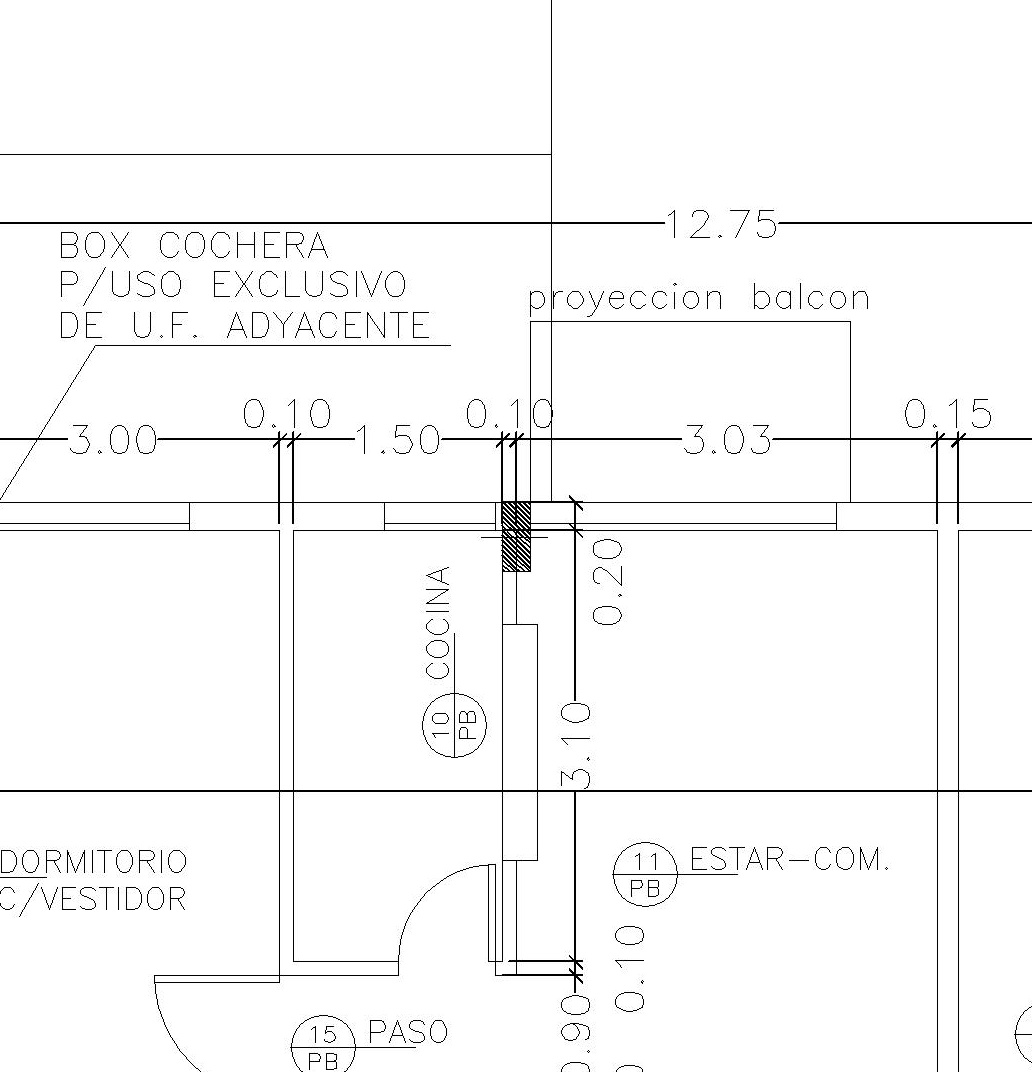 12.75
BOX COCHERA
P/USO EXCLUSIVO
DE U.F. ADYACENTE
proyeccion balcon
0.10
0.10
0.15
3.00
1.50
3.03
0.20
COCINA
10
PB
3.10
DORMITORIO
C/VESTIDOR
11
PB
ESTAR-COM.
0.10
0.90
15
PB
PASO